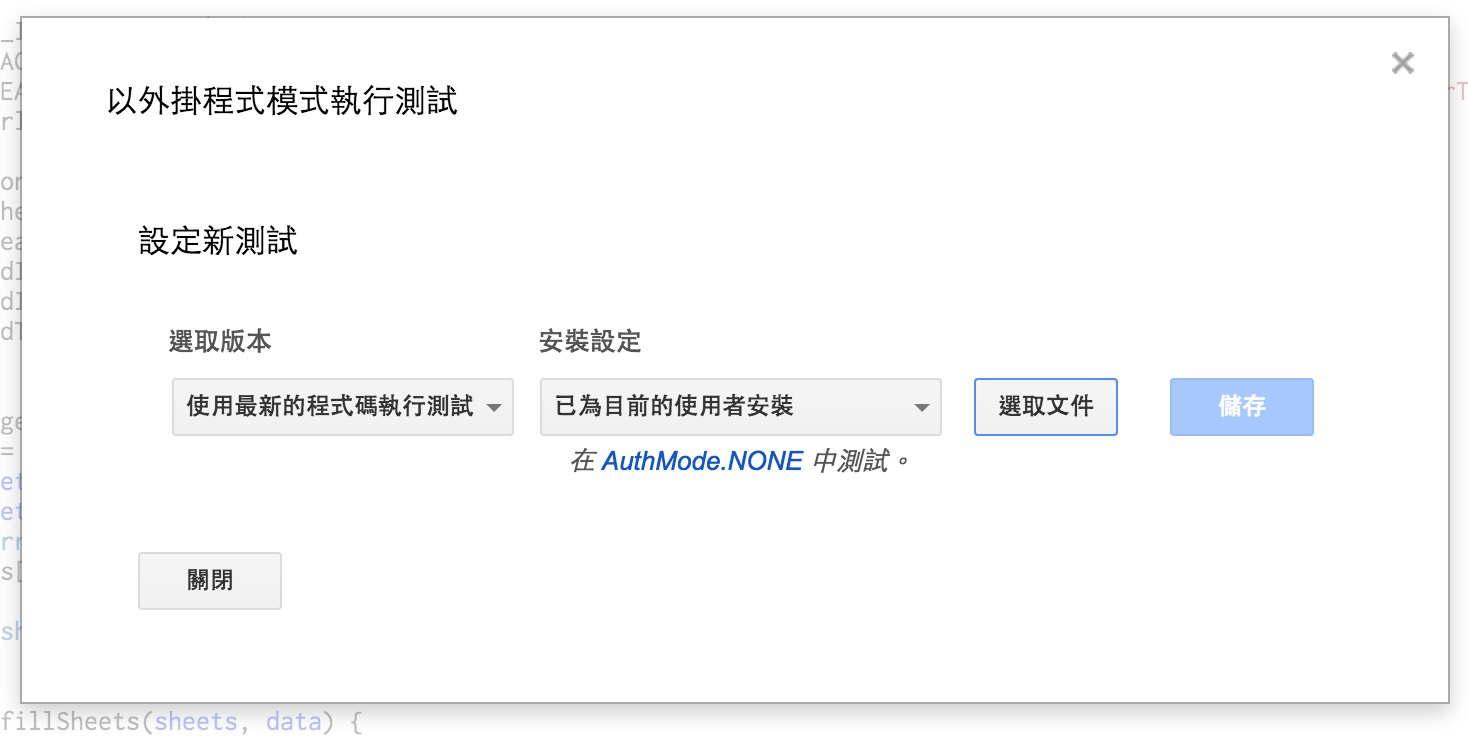 以外掛程式模式執行測試
設定新測試
選取版本 安裝設定
使用最新的程式碼執行測試 已為目前的使用者安裝 選取文件 儲存
在 AuthMode.NONE 中測試。
關閉
fillSheets(sheets, data) {